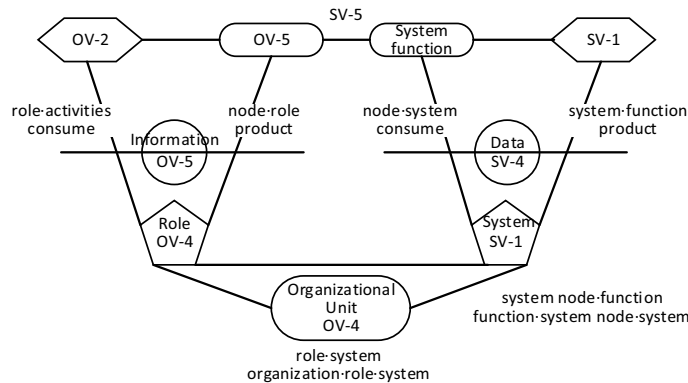 SV-5
OV-2
OV-5
System
function
SV-1
role·activities
consume
node·role
product
node·system
consume
system·function
product
Information
OV-5
Data
SV-4
Role
OV-4
System
SV-1
Organizational
Unit
OV-4
system node·function
function·system node·system
role·system
organization·role·system